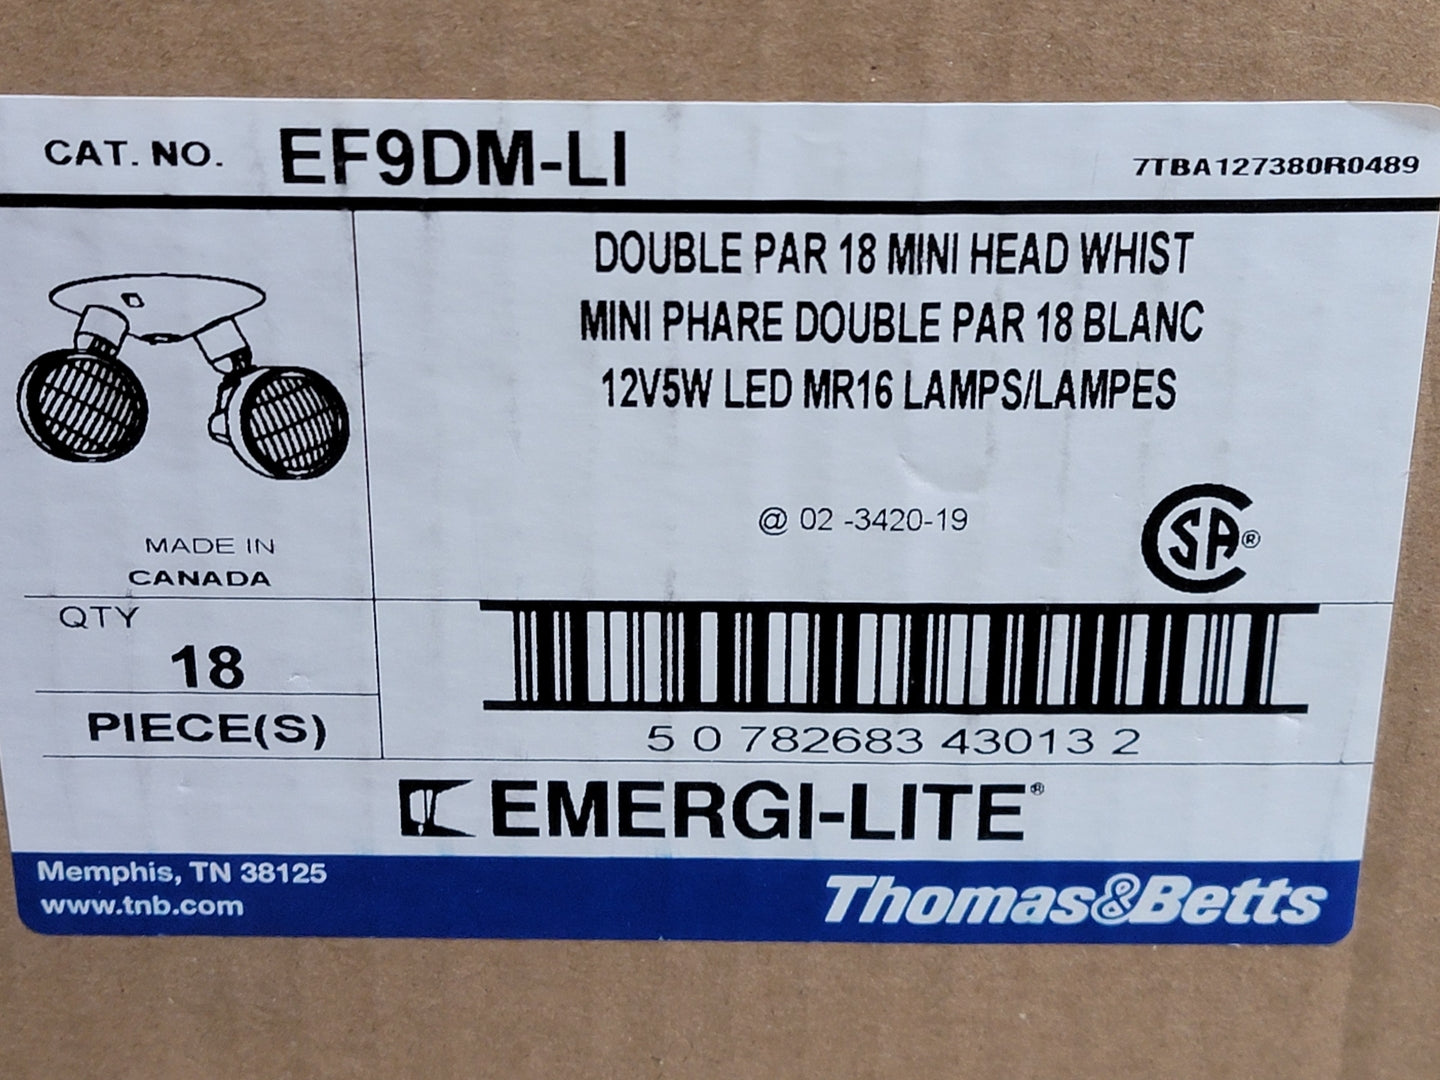 CAT. NO. EF9DM-LI 7TBA127380R0489
DOUBLE PAR 18 MINI HEAD WHIST
MINI PHARE DOUBLE PAR 18 BLANC
12V5W LED MR16 LAMPS/LAMPES
@ 02 -3420-19
CSA®
MADE IN
CANADA
QTY
18
PIECE(S)
5 0 782683 43013 2
EMERGI-LITE®
Memphis, TN 38125
www.tnb.com
Thomas&Betts